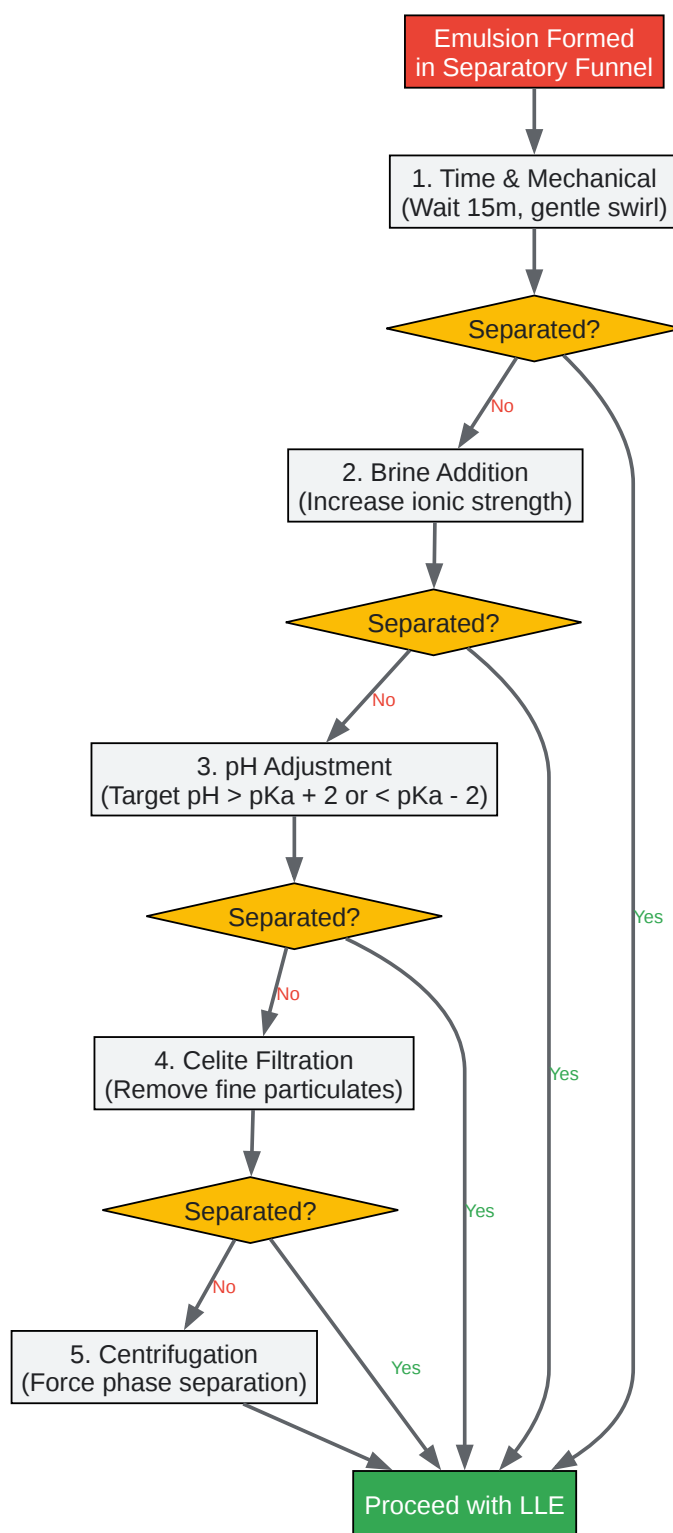 Emulsion Formed
in Separatory Funnel
1. Time & Mechanical
(Wait 15m, gentle swirl)
Separated?
No
2. Brine Addition
(Increase ionic strength)
Separated?
No
3. pH Adjustment
(Target pH > pKa + 2 or < pKa - 2)
Separated?
Yes
No
4. Celite Filtration
(Remove fine particulates)
Yes
Separated?
Yes
No
5. Centrifugation
(Force phase separation)
Yes
Proceed with LLE